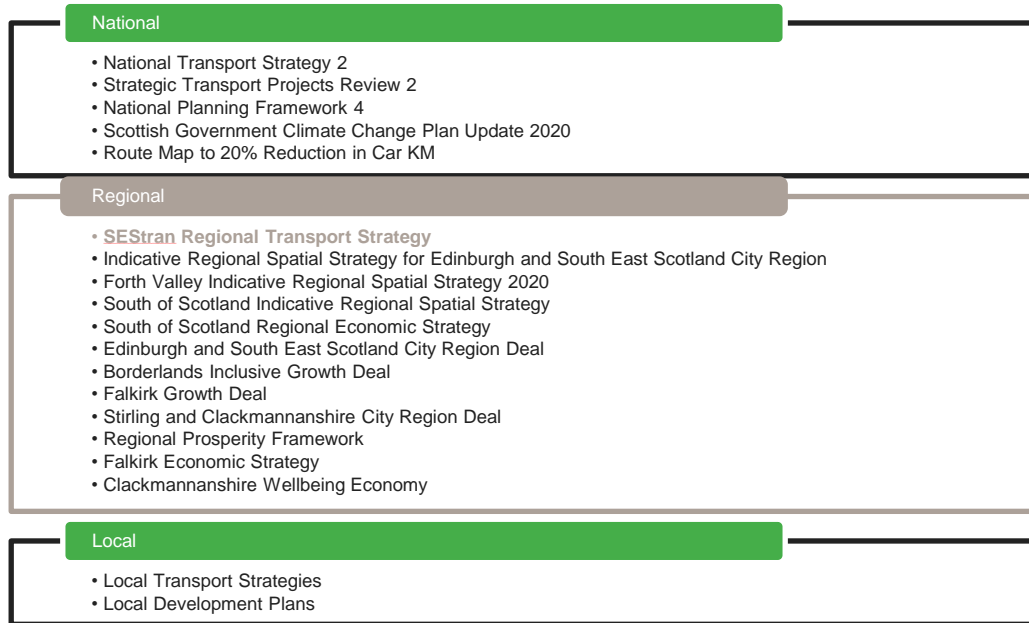 National
• National Transport Strategy 2
• Strategic Transport Projects Review 2
• National Planning Framework 4
• Scottish Government Climate Change Plan Update 2020
• Route Map to 20% Reduction in Car KM
Regional
• SEStran Regional Transport Strategy
• Indicative Regional Spatial Strategy for Edinburgh and South East Scotland City Region
• Forth Valley Indicative Regional Spatial Strategy 2020
• South of Scotland Indicative Regional Spatial Strategy
• South of Scotland Regional Economic Strategy
• Edinburgh and South East Scotland City Region Deal
• Borderlands Inclusive Growth Deal
• Falkirk Growth Deal
• Stirling and Clackmannanshire City Region Deal
• Regional Prosperity Framework
• Falkirk Economic Strategy
• Clackmannanshire Wellbeing Economy
Local
• Local Transport Strategies
• Local Development Plans